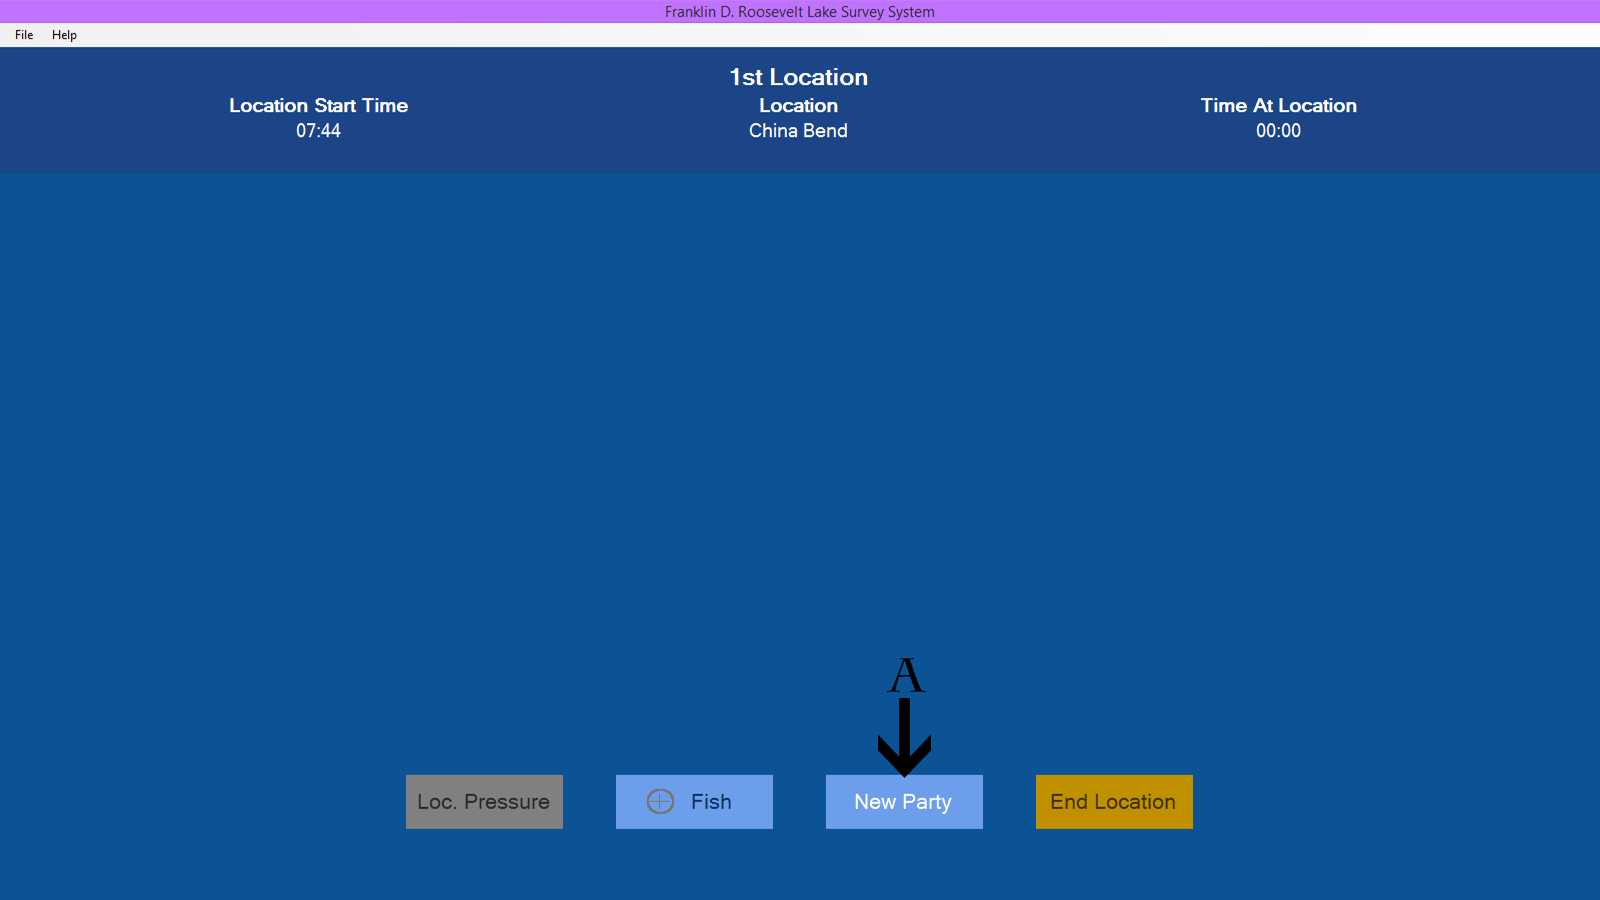 Franklin D. Roosevelt Lake Survey System
File Help
1st Location
Location Start Time Location Time At Location
07:44 China Bend 00:00
A
Loc. Pressure Fish New Party End Location